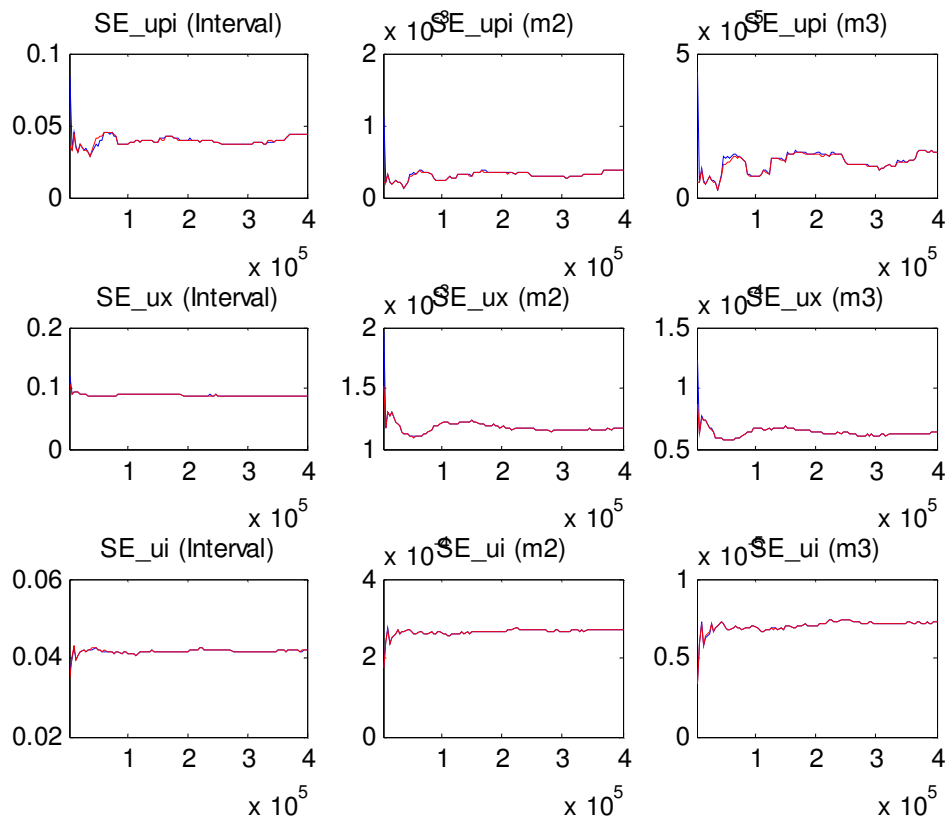 SE_upi (Interval)
0.1
0.05
0
1 2 3 4
x 10^5
x 10^-3
SE_upi (m2)
2
1
0
1 2 3 4
x 10^5
x 10^-5
SE_upi (m3)
5
0
1 2 3 4
x 10^5
SE_ux (Interval)
0.2
0.1
0
1 2 3 4
x 10^5
x 10^-3
SE_ux (m2)
2
1.5
1
1 2 3 4
x 10^5
x 10^-4
SE_ux (m3)
1.5
1
0.5
1 2 3 4
x 10^5
SE_ui (Interval)
0.06
0.04
0.02
1 2 3 4
x 10^5
x 10^-4
SE_ui (m2)
4
2
0
1 2 3 4
x 10^5
x 10^-5
SE_ui (m3)
1
0.5
0
1 2 3 4
x 10^5